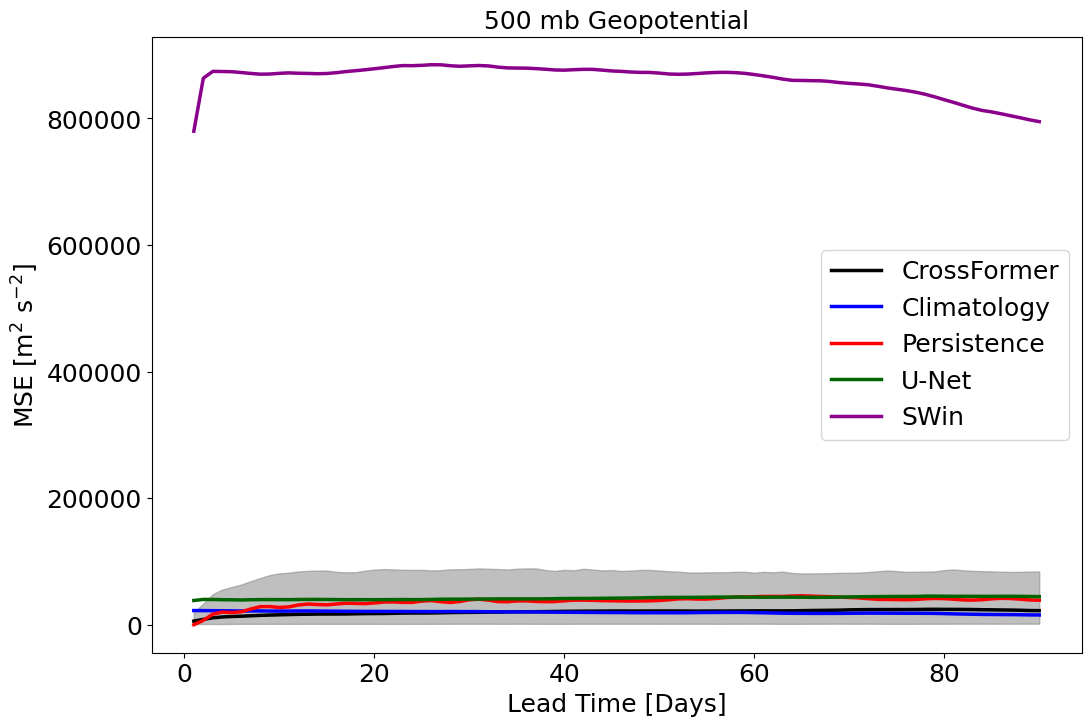 500 mb Geopotential
MSE [m² s⁻²]
800000
600000
400000
200000
0
CrossFormer
Climatology
Persistence
U-Net
SWin
0 20 40 60 80
Lead Time [Days]